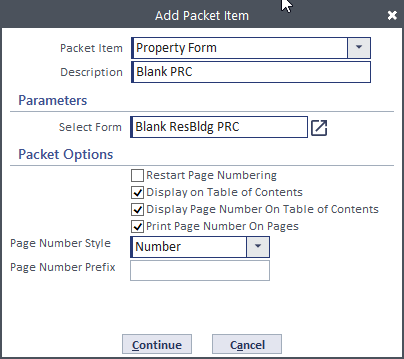 Add Packet Item
Packet Item Property Form
Description Blank PRC
Parameters
Select Form Blank ResBldg PRC
Packet Options
Restart Page Numbering
Display on Table of Contents
Display Page Number On Table of Contents
Print Page Number On Pages
Page Number Style Number
Page Number Prefix
Continue Cancel